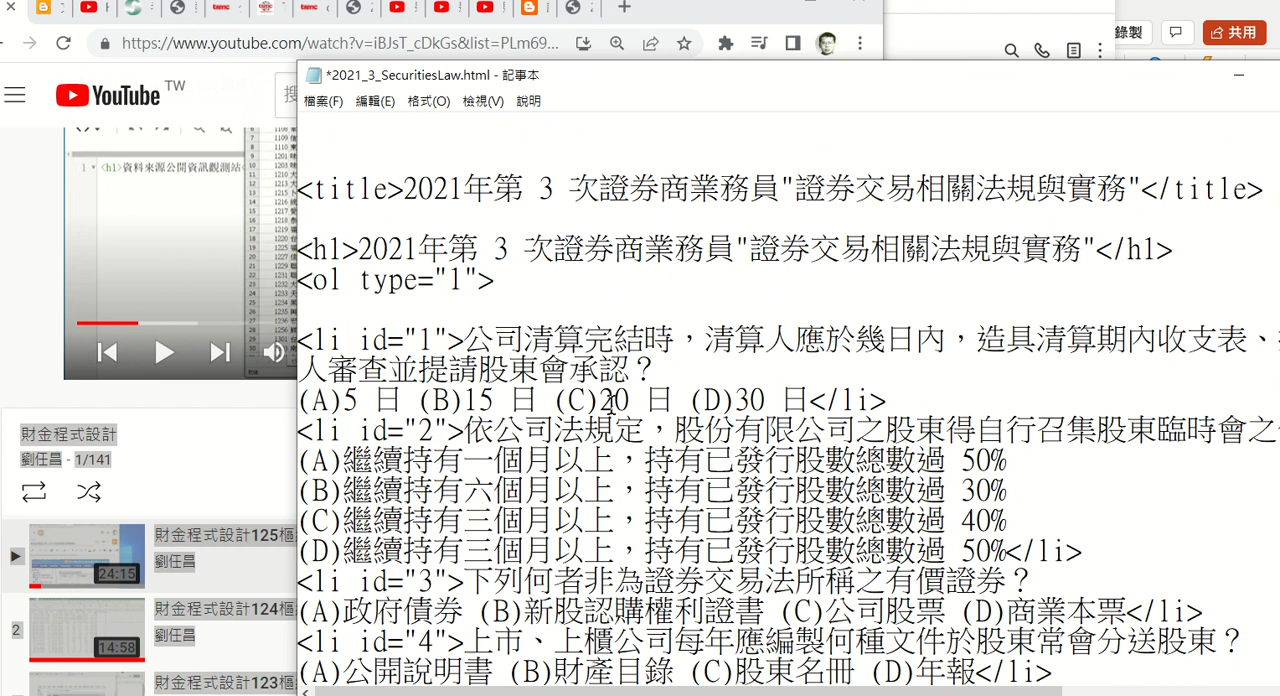 https://www.youtube.com/watch?v=iBJsT_cDkGs&list=PLm69...
錄製
共用
YouTube TW
搜
*2021_3_SecuritiesLaw.html - 記事本
檔案(F) 編輯(E) 格式(O) 檢視(V) 說明
<title>2021年第 3 次證券商業務員"證券交易相關法規與實務"</title>
<h1>2021年第 3 次證券商業務員"證券交易相關法規與實務"</h1>
<ol type="1">
<li id="1">公司清算完結時，清算人應於幾日內，造具清算期內收支表、
人審查並提請股東會承認？
(A)5 日 (B)15 日 (C)20 日 (D)30 日</li>
<li id="2">依公司法規定，股份有限公司之股東得自行召集股東臨時會之
(A)繼續持有一個月以上，持有已發行股數總數過 50%
(B)繼續持有六個月以上，持有已發行股數總數過 30%
(C)繼續持有三個月以上，持有已發行股數總數過 40%
(D)繼續持有三個月以上，持有已發行股數總數過 50%</li>
<li id="3">下列何者非為證券交易法所稱之有價證券？
(A)政府債券 (B)新股認購權利證書 (C)公司股票 (D)商業本票</li>
<li id="4">上市、上櫃公司每年應編製何種文件於股東常會分送股東？
(A)公開說明書 (B)財產目錄 (C)股東名冊 (D)年報</li>
1 <h1>資料來源公開資訊觀測站<
財金程式設計
劉任昌 - 1/141
財金程式設計125櫃
劉任昌
24:15
2
財金程式設計124櫃
劉任昌
14:58
財金程式設計123櫃